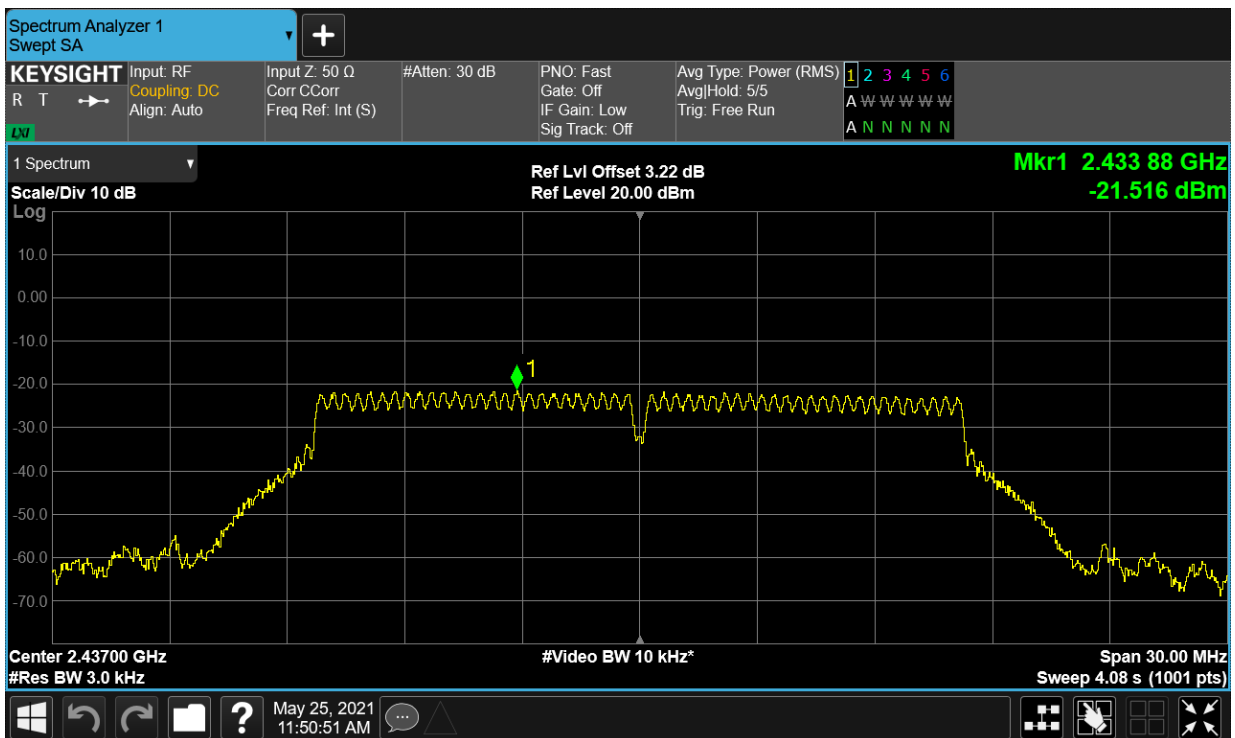 Spectrum Analyzer 1
Swept SA
+
KEYSIGHT
R T
LXI
Input: RF
Coupling: DC
Align: Auto
Input Z: 50 Ω
Corr CCorr
Freq Ref: Int (S)
#Atten: 30 dB
PNO: Fast
Gate: Off
IF Gain: Low
Sig Track: Off
Avg Type: Power (RMS)
Avg|Hold: 5/5
Trig: Free Run
1 2 3 4 5 6
A W W W W W
A N N N N N
1 Spectrum
Scale/Div 10 dB
Log
Ref Lvl Offset 3.22 dB
Ref Level 20.00 dBm
Mkr1 2.433 88 GHz
-21.516 dBm
10.0
0.00
-10.0
1
-20.0
-30.0
-40.0
-50.0
-60.0
-70.0
Center 2.43700 GHz
#Res BW 3.0 kHz
#Video BW 10 kHz*
Span 30.00 MHz
Sweep 4.08 s (1001 pts)
?
May 25, 2021
11:50:51 AM